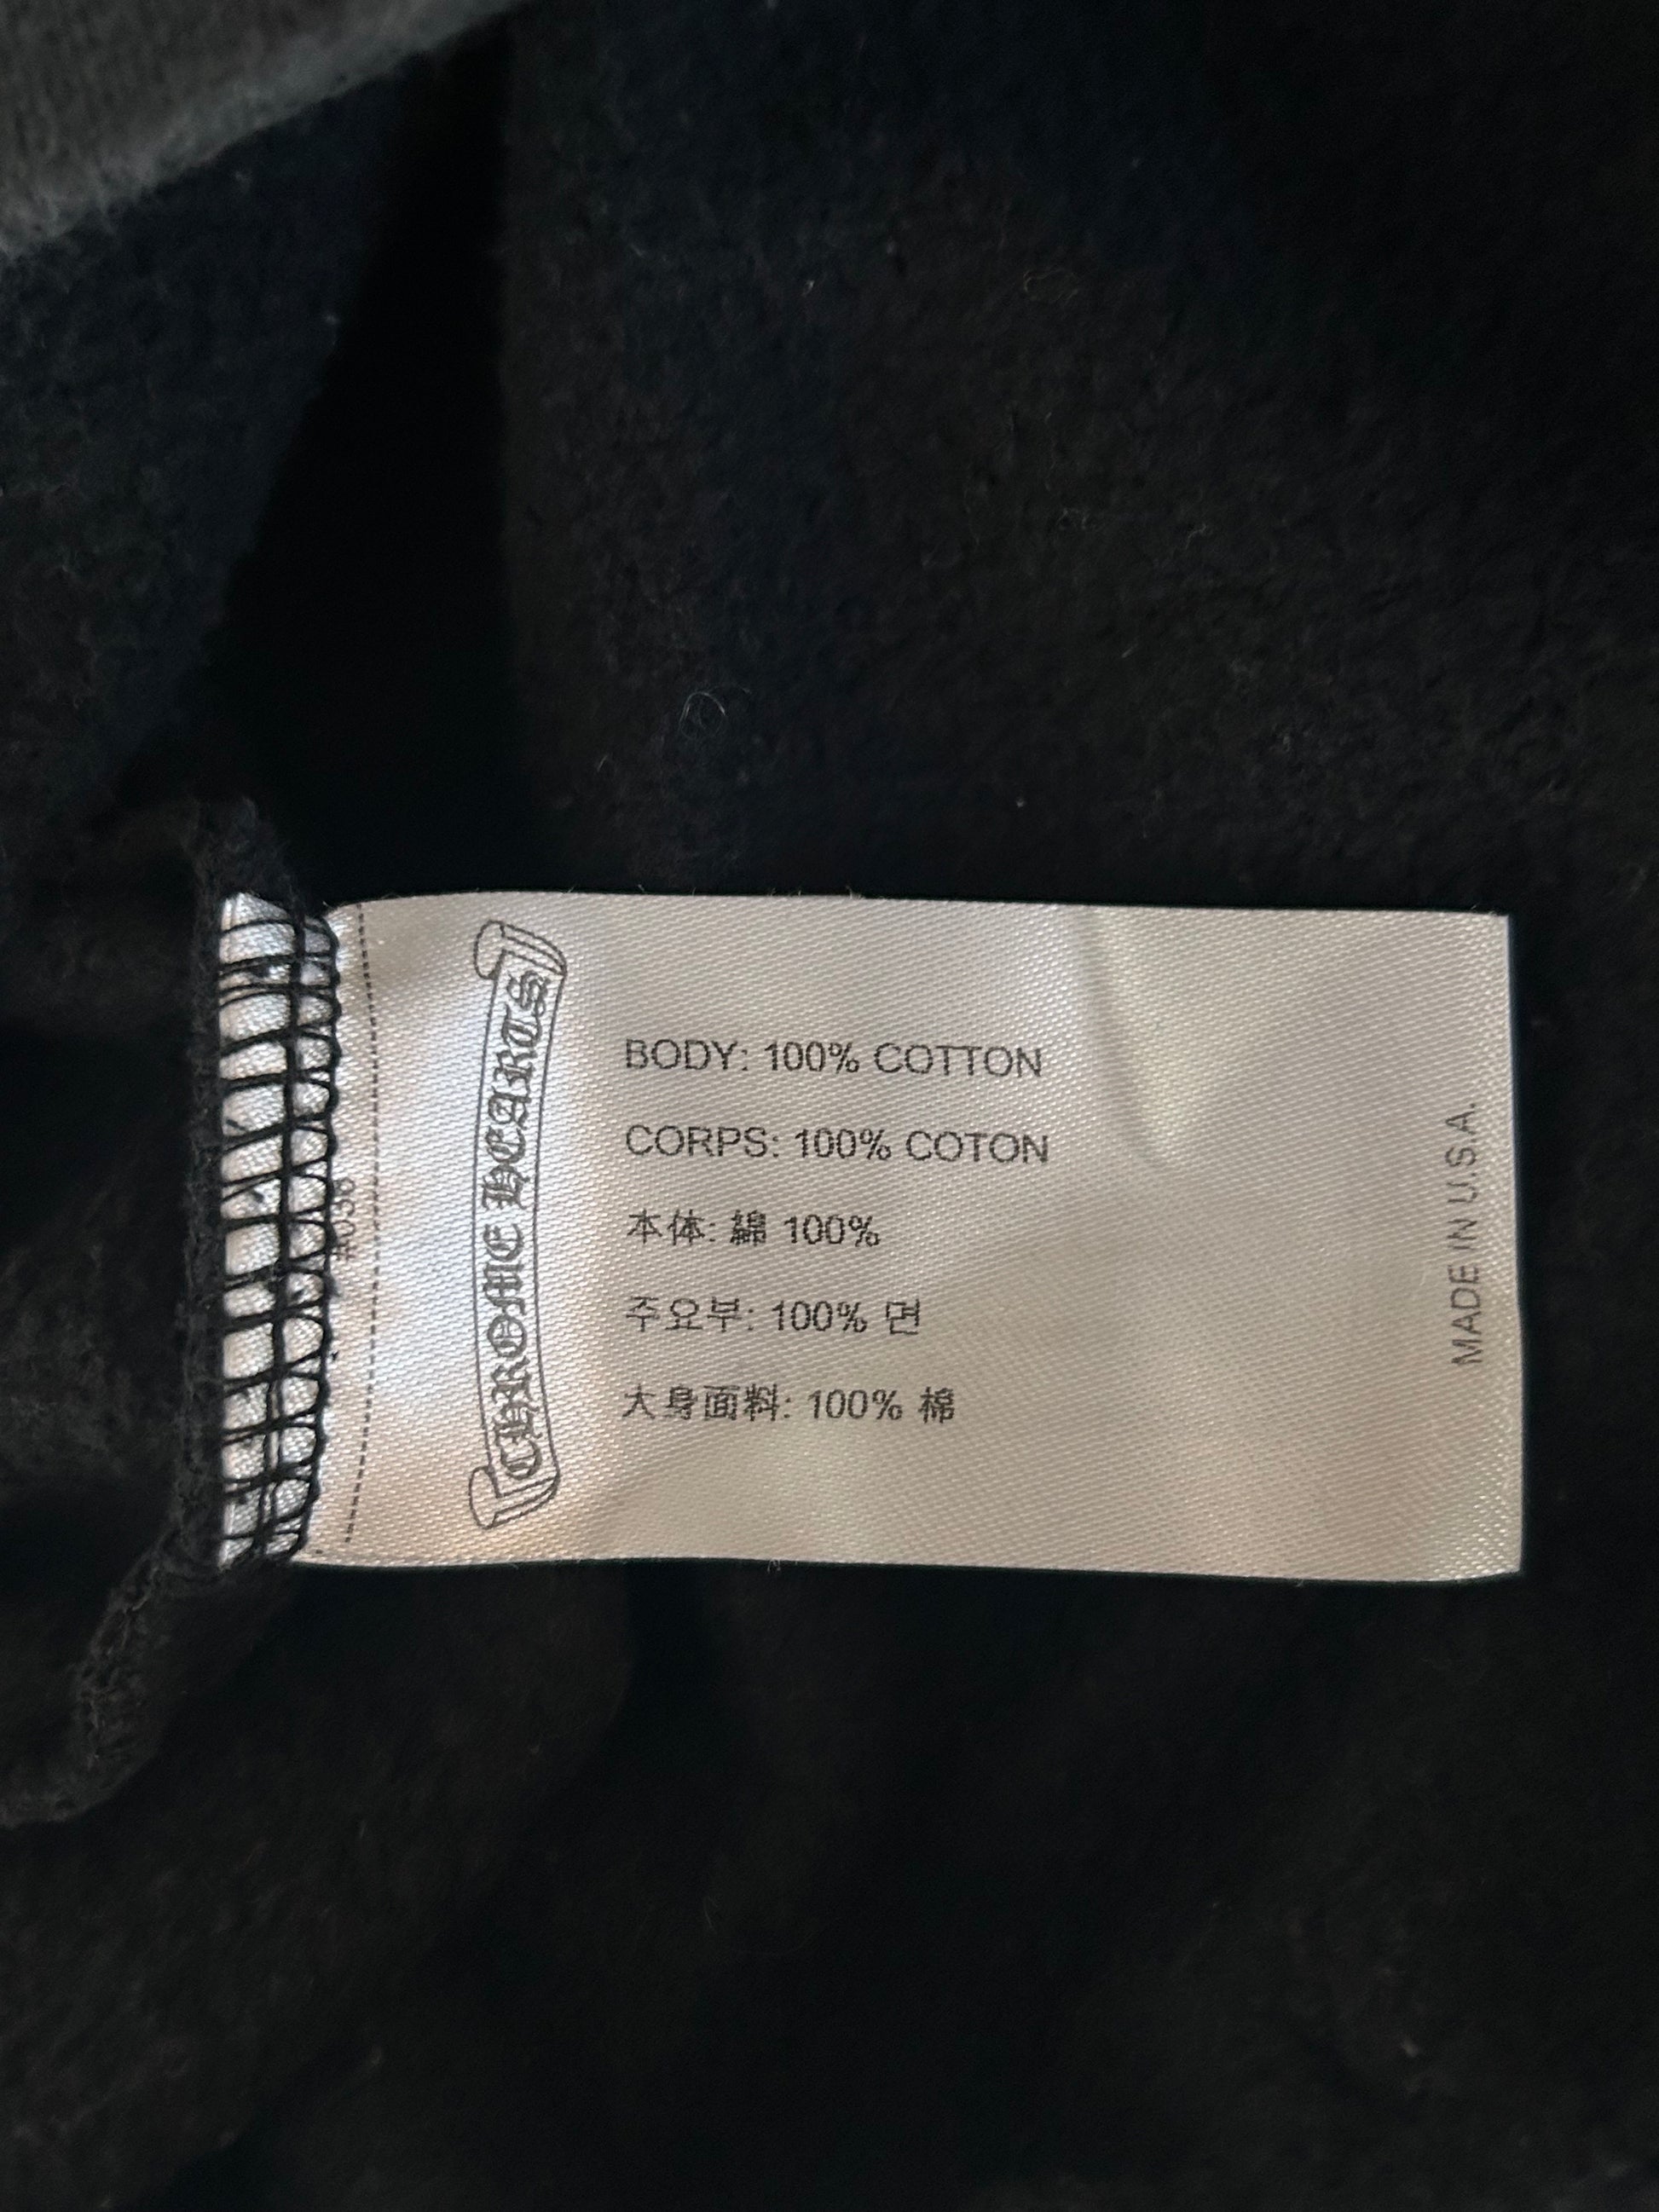 CHROME HEARTS
BODY: 100% COTTON
CORPS: 100% COTON
本体: 綿 100%
주요부: 100% 면
大身面料: 100% 棉
MADE IN U.S.A.